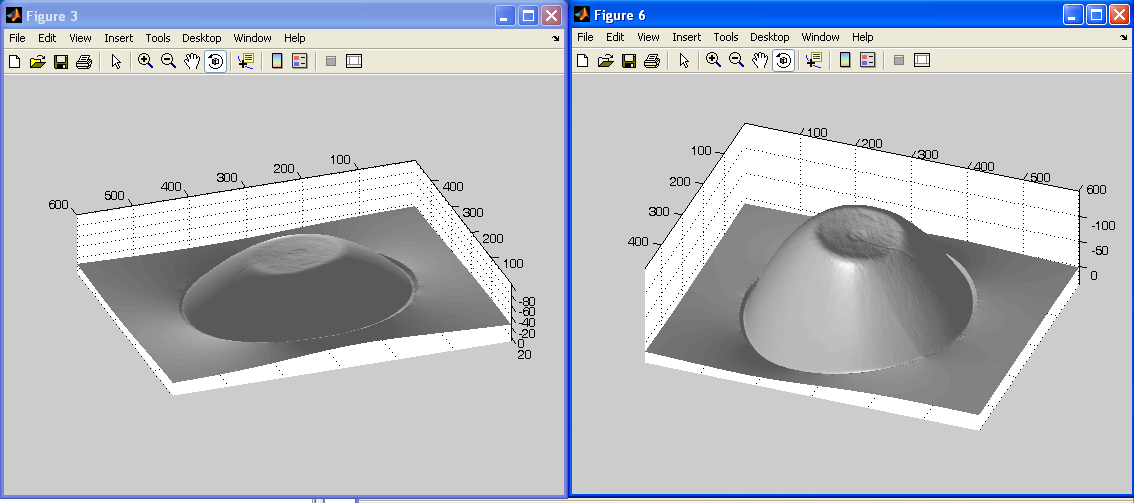 Figure 3
File Edit View Insert Tools Desktop Window Help
600 500 400 300 200 100
400
300
200
100
-80
-60
-40
-20
0
20
Figure 6
File Edit View Insert Tools Desktop Window Help
100 200 300 400 500 600
100
200
300
400
-100
-50
0